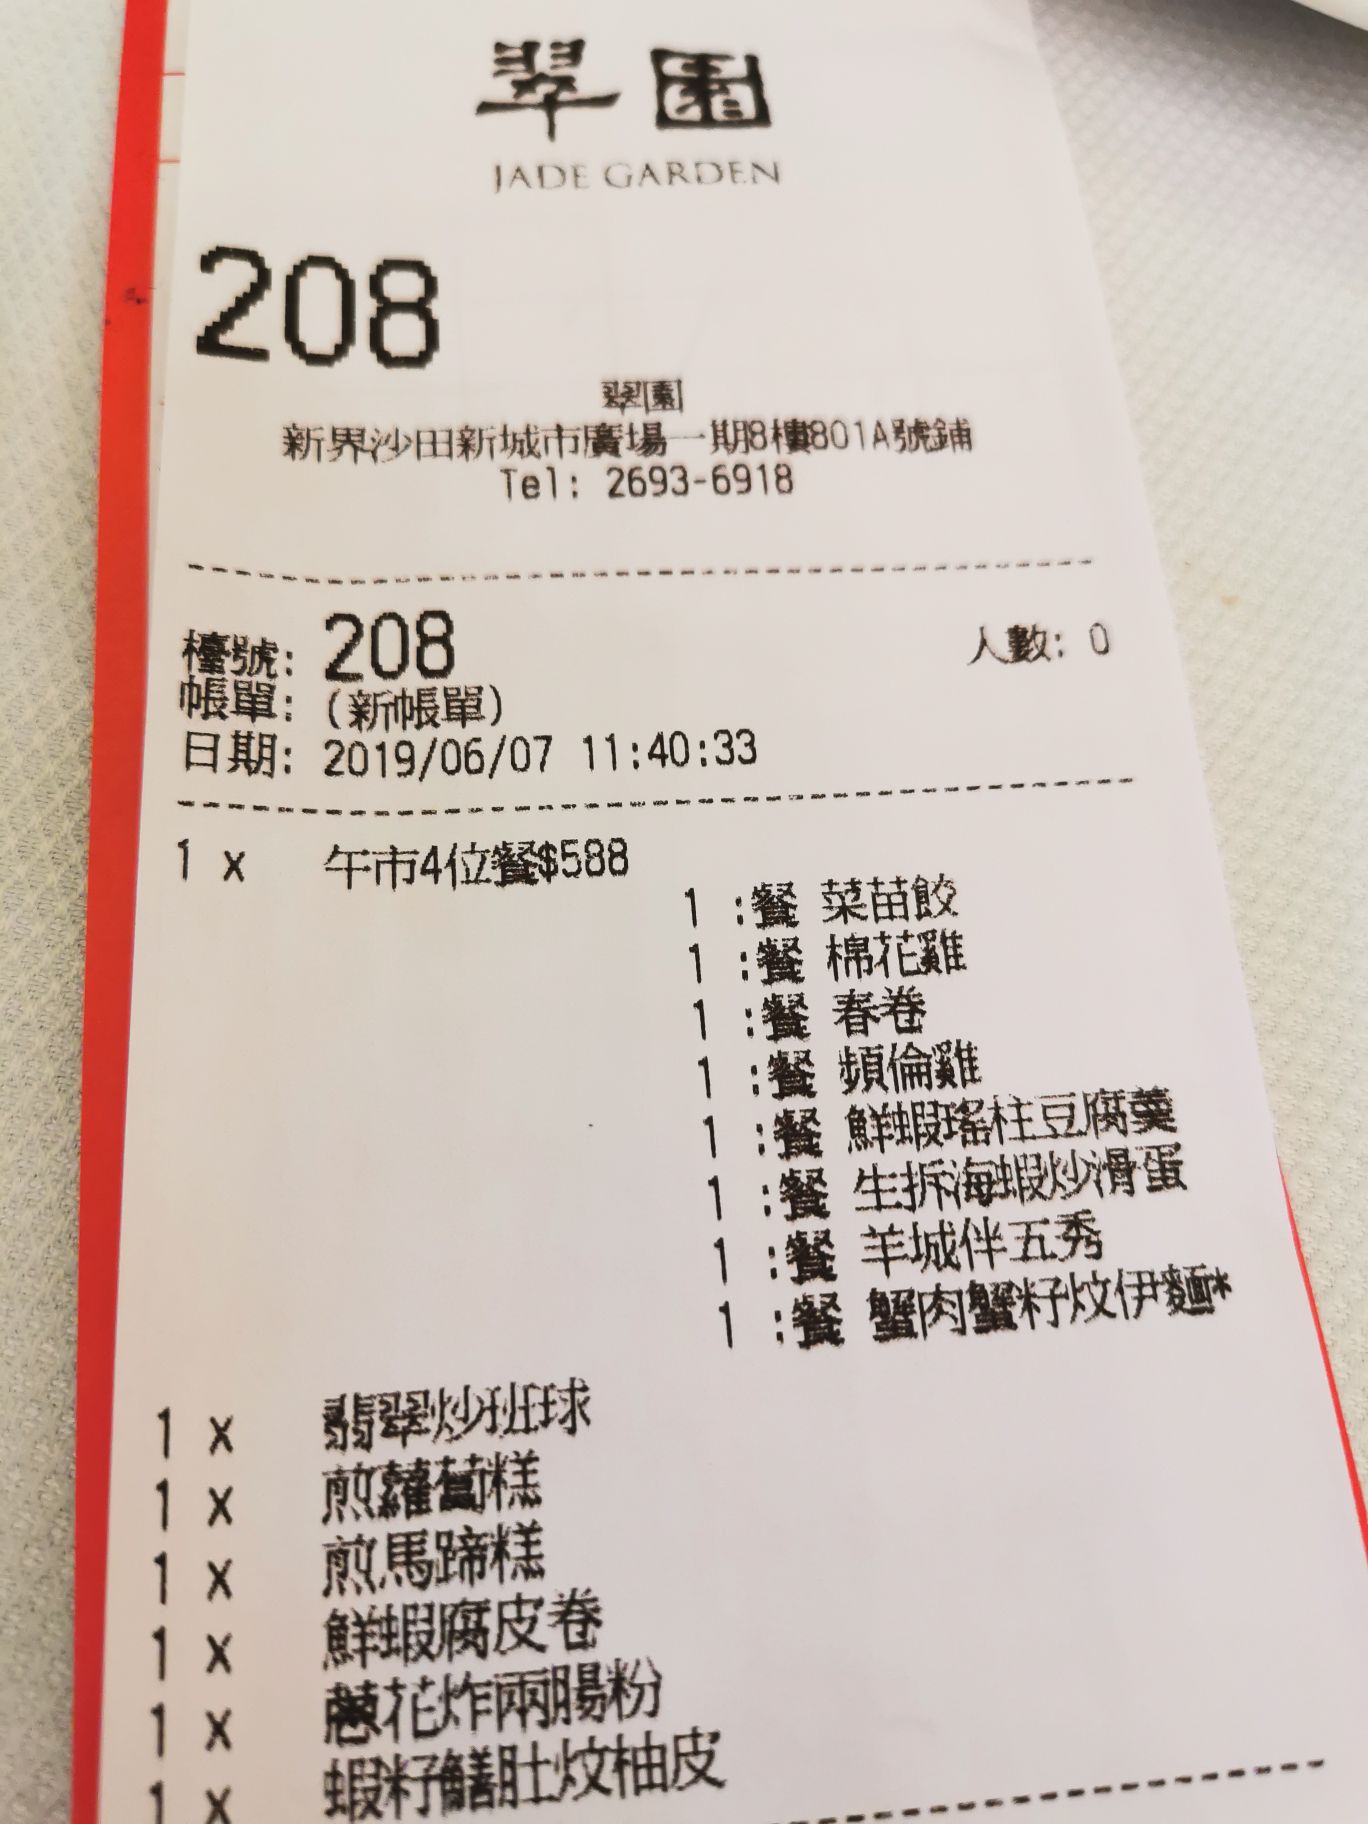 翠園
JADE GARDEN
208
翠園
新界沙田新城市廣場一期8樓801A號鋪
Tel: 2693-6918
檯號: 208 人數: 0
帳單: (新帳單)
日期: 2019/06/07 11:40:33
1 x 午市4位餐$588
1 :餐 菜苗餃
1 :餐 棉花雞
1 :餐 春卷
1 :餐 頻倫雞
1 :餐 鮮蝦瑤柱豆腐羹
1 :餐 生拆海蝦炒滑蛋
1 :餐 羊城伴五秀
1 :餐 蟹肉蟹籽炆伊麵*
1 x 翡翠炒班球
1 x 煎蘿蔔糕
1 x 煎馬蹄糕
1 x 鮮蝦腐皮卷
1 x 蔥花炸兩腸粉
1 x 蝦籽鱔肚炆柚皮